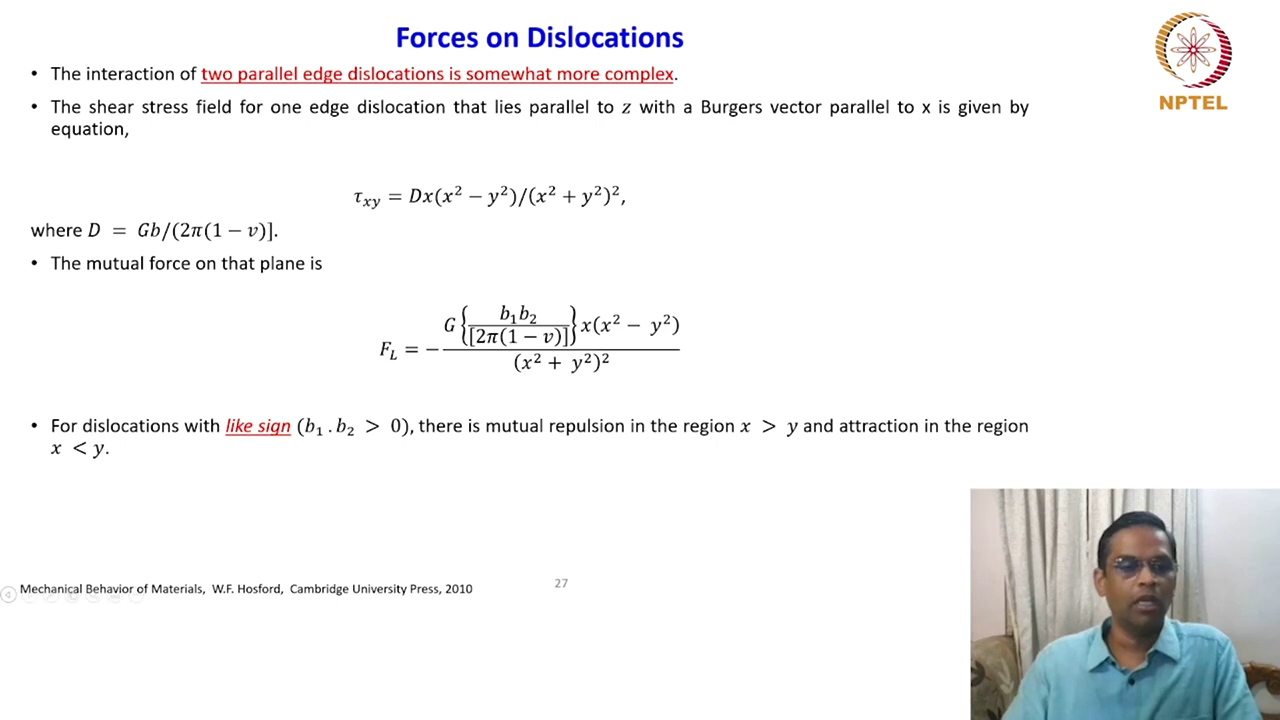 Forces on Dislocations
NPTEL
• The interaction of two parallel edge dislocations is somewhat more complex.
• The shear stress field for one edge dislocation that lies parallel to z with a Burgers vector parallel to x is given by
equation,
τxy = Dx(x² − y²)/(x² + y²)²,
where D = Gb/(2π(1 − ν)].
• The mutual force on that plane is
F_L = − G{b₁b₂/[2π(1 − ν)]}x(x² − y²) / (x² + y²)²
• For dislocations with like sign (b₁ . b₂ > 0), there is mutual repulsion in the region x > y and attraction in the region
x < y.
Mechanical Behavior of Materials, W.F. Hosford, Cambridge University Press, 2010
27